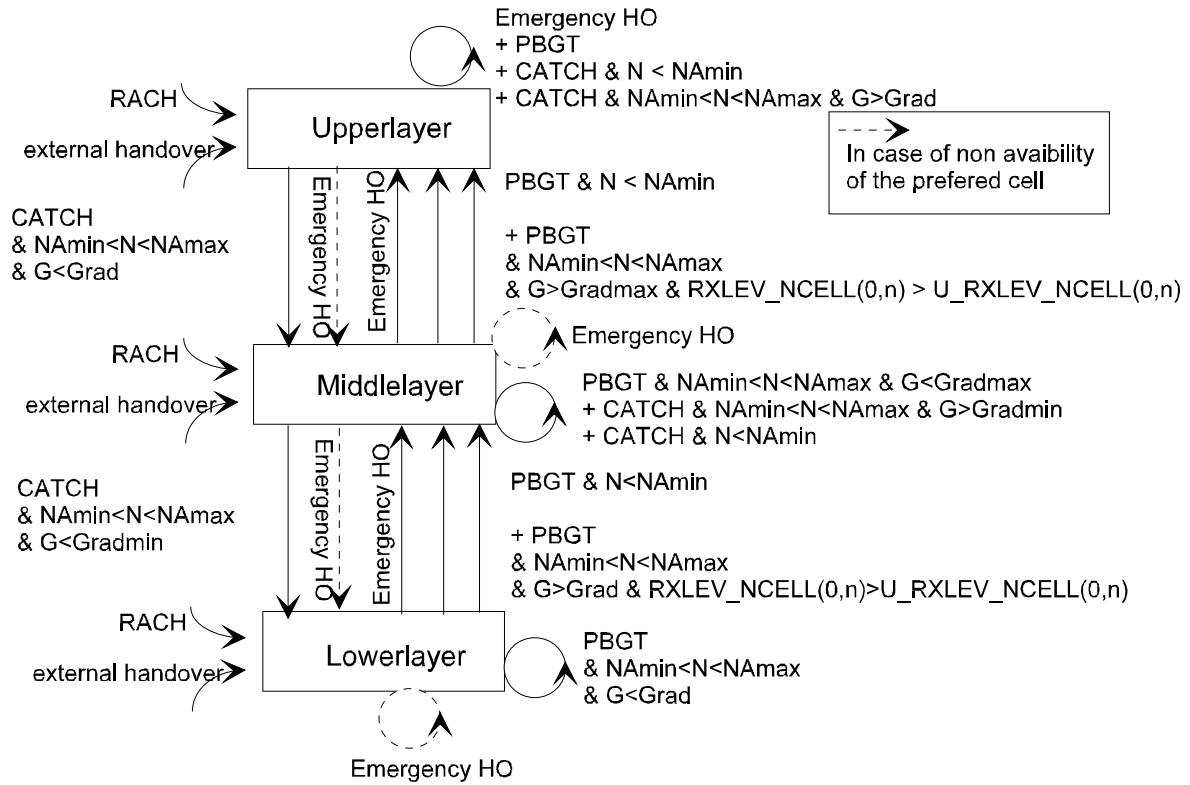 Emergency HO
+ PBGT
+ CATCH & N < NAmin
+ CATCH & NAmin<N<NAmax & G>Grad
RACH
external handover
Upperlayer
In case of non avaibility
of the prefered cell
CATCH
& NAmin<N<NAmax
& G<Grad
Emergency HO
Emergency HO
PBGT & N < NAmin
+ PBGT
& NAmin<N<NAmax
& G>Gradmax & RXLEV_NCELL(0,n) > U_RXLEV_NCELL(0,n)
Emergency HO
RACH
external handover
Middlelayer
PBGT & NAmin<N<NAmax & G<Gradmax
+ CATCH & NAmin<N<NAmax & G>Gradmin
+ CATCH & N<NAmin
CATCH
& NAmin<N<NAmax
& G<Gradmin
Emergency HO
Emergency HO
PBGT & N<NAmin
+ PBGT
& NAmin<N<NAmax
& G>Grad & RXLEV_NCELL(0,n)>U_RXLEV_NCELL(0,n)
RACH
external handover
Lowerlayer
PBGT
& NAmin<N<NAmax
& G<Grad
Emergency HO